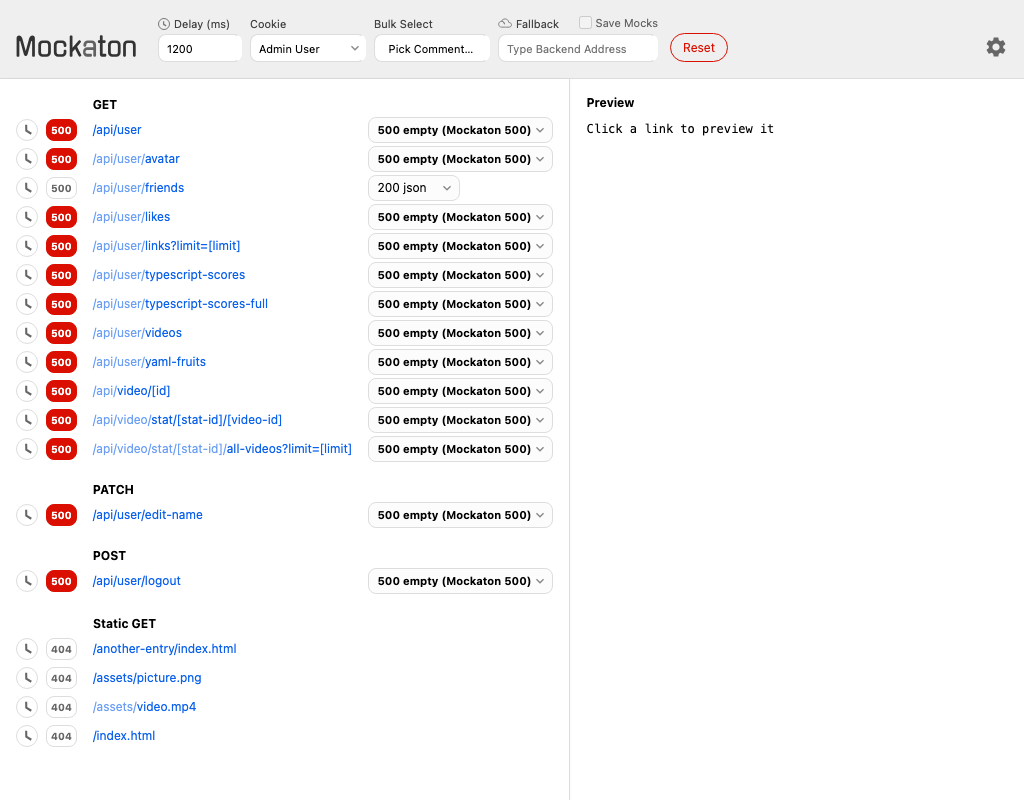 Mockaton
Delay (ms)
1200
Cookie
Admin User
Bulk Select
Pick Comment...
Fallback
Save Mocks
Type Backend Address
Reset
GET
500 /api/user 500 empty (Mockaton 500)
500 /api/user/avatar 500 empty (Mockaton 500)
500 /api/user/friends 200 json
500 /api/user/likes 500 empty (Mockaton 500)
500 /api/user/links?limit=[limit] 500 empty (Mockaton 500)
500 /api/user/typescript-scores 500 empty (Mockaton 500)
500 /api/user/typescript-scores-full 500 empty (Mockaton 500)
500 /api/user/videos 500 empty (Mockaton 500)
500 /api/user/yaml-fruits 500 empty (Mockaton 500)
500 /api/video/[id] 500 empty (Mockaton 500)
500 /api/video/stat/[stat-id]/[video-id] 500 empty (Mockaton 500)
500 /api/video/stat/[stat-id]/all-videos?limit=[limit] 500 empty (Mockaton 500)
PATCH
500 /api/user/edit-name 500 empty (Mockaton 500)
POST
500 /api/user/logout 500 empty (Mockaton 500)
Static GET
404 /another-entry/index.html
404 /assets/picture.png
404 /assets/video.mp4
404 /index.html
Preview
Click a link to preview it